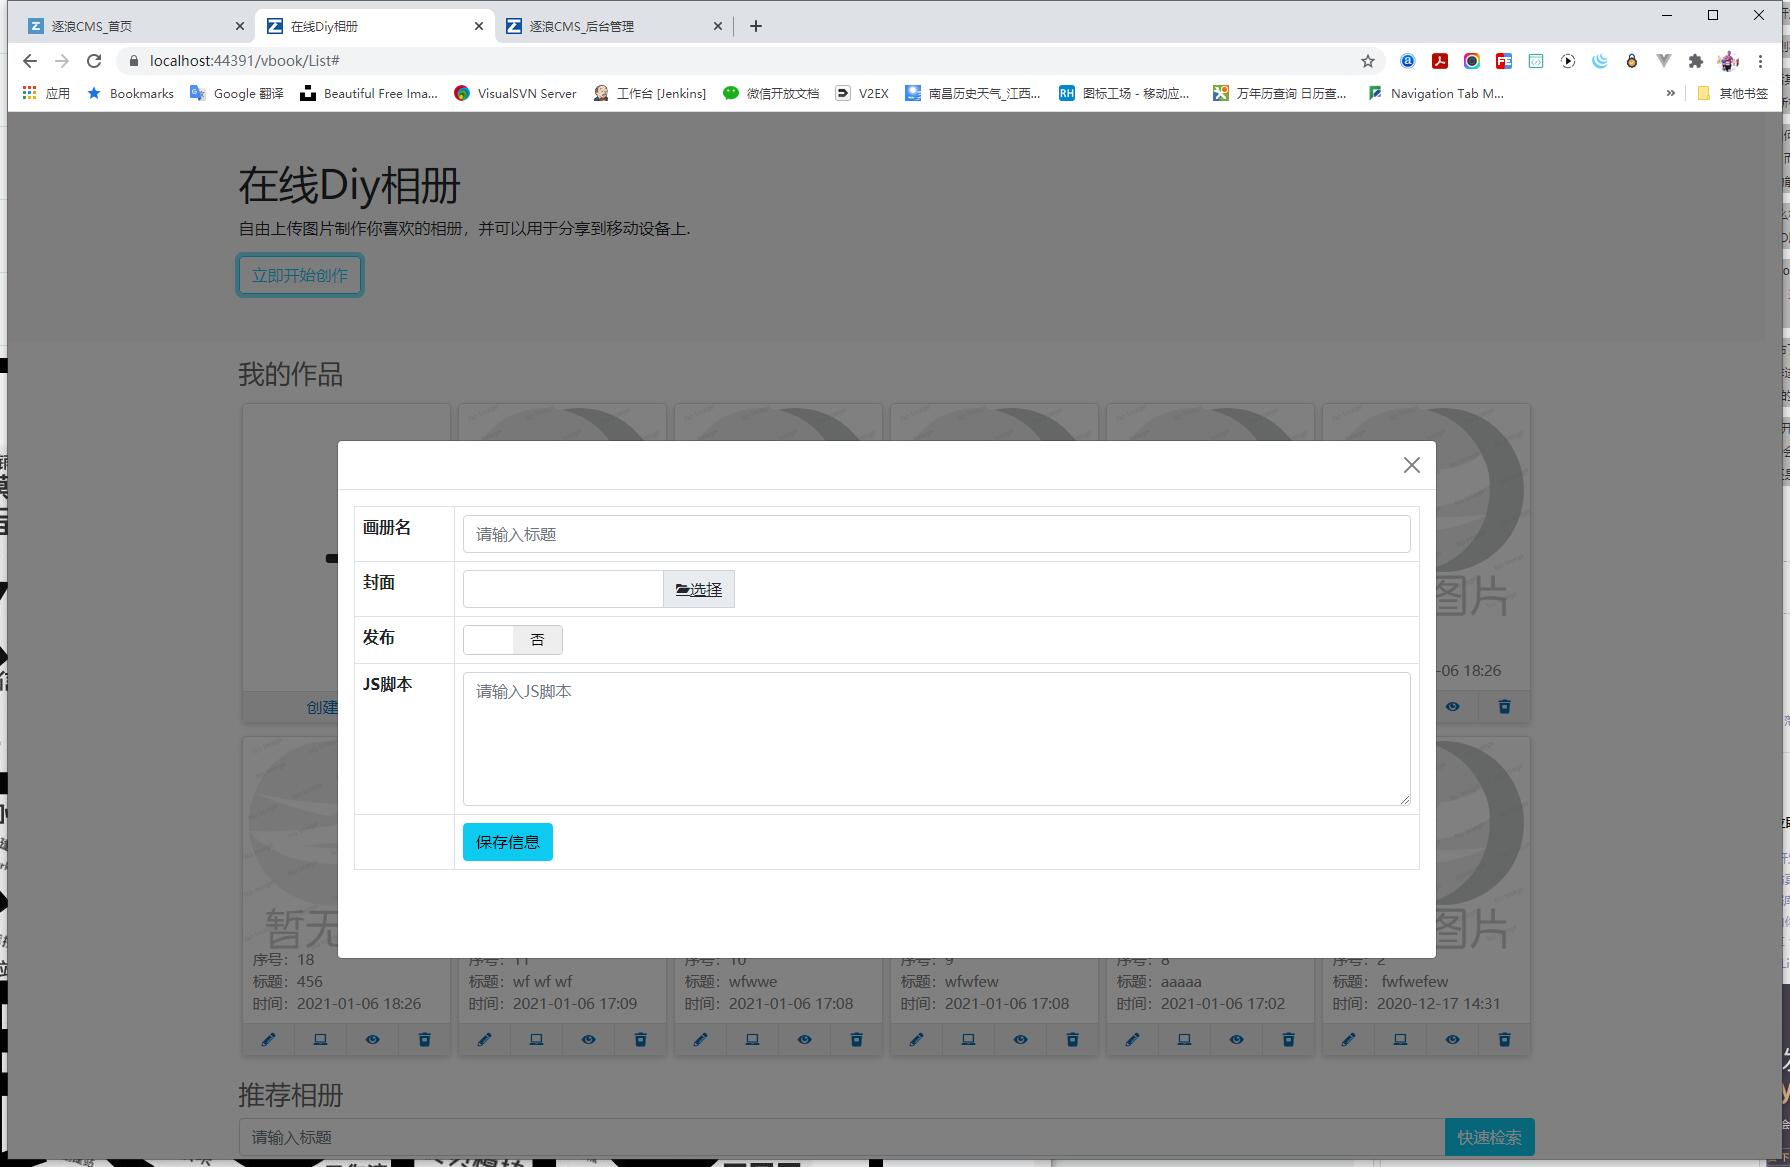 逐浪CMS_首页
在线Diy相册
逐浪CMS_后台管理
localhost:44391/vbook/List#
应用
Bookmarks
Google 翻译
Beautiful Free Ima...
VisualSVN Server
工作台 [Jenkins]
微信开放文档
V2EX
南昌历史天气_江西...
图标工场 - 移动应...
万年历查询 日历查...
Navigation Tab M...
»
其他书签
在线Diy相册
自由上传图片制作你喜欢的相册，并可以用于分享到移动设备上.
立即开始创作
我的作品
画册名
请输入标题
封面
选择
发布
否
JS脚本
请输入JS脚本
保存信息
图片
-06 18:26
创建
暂无
图片
序号：18
标题：456
时间：2021-01-06 18:26
序号：11
标题：wf wf wf
时间：2021-01-06 17:09
序号：10
标题：wfwwe
时间：2021-01-06 17:08
序号：9
标题：wfwfew
时间：2021-01-06 17:08
序号：8
标题：aaaaa
时间：2021-01-06 17:02
序号：2
标题： fwfwefew
时间：2020-12-17 14:31
推荐相册
请输入标题
快速检索